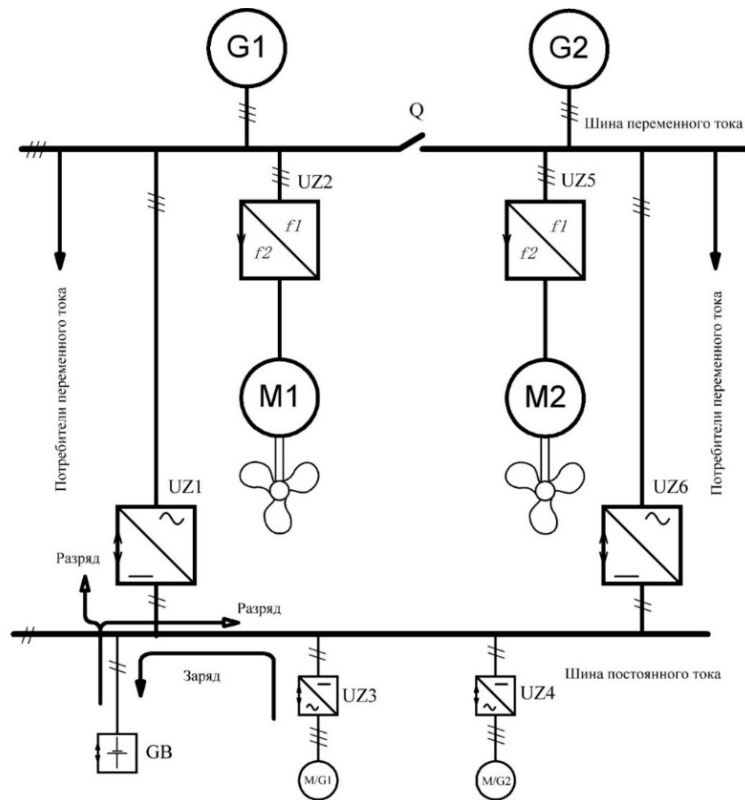 G1
G2
Q
Шина переменного тока
UZ2
UZ5
f1
f2
f1
f2
Потребители переменного тока
Потребители переменного тока
M1
M2
UZ1
UZ6
Разряд
Разряд
Заряд
Шина постоянного тока
UZ3
UZ4
GB
M/G1
M/G2